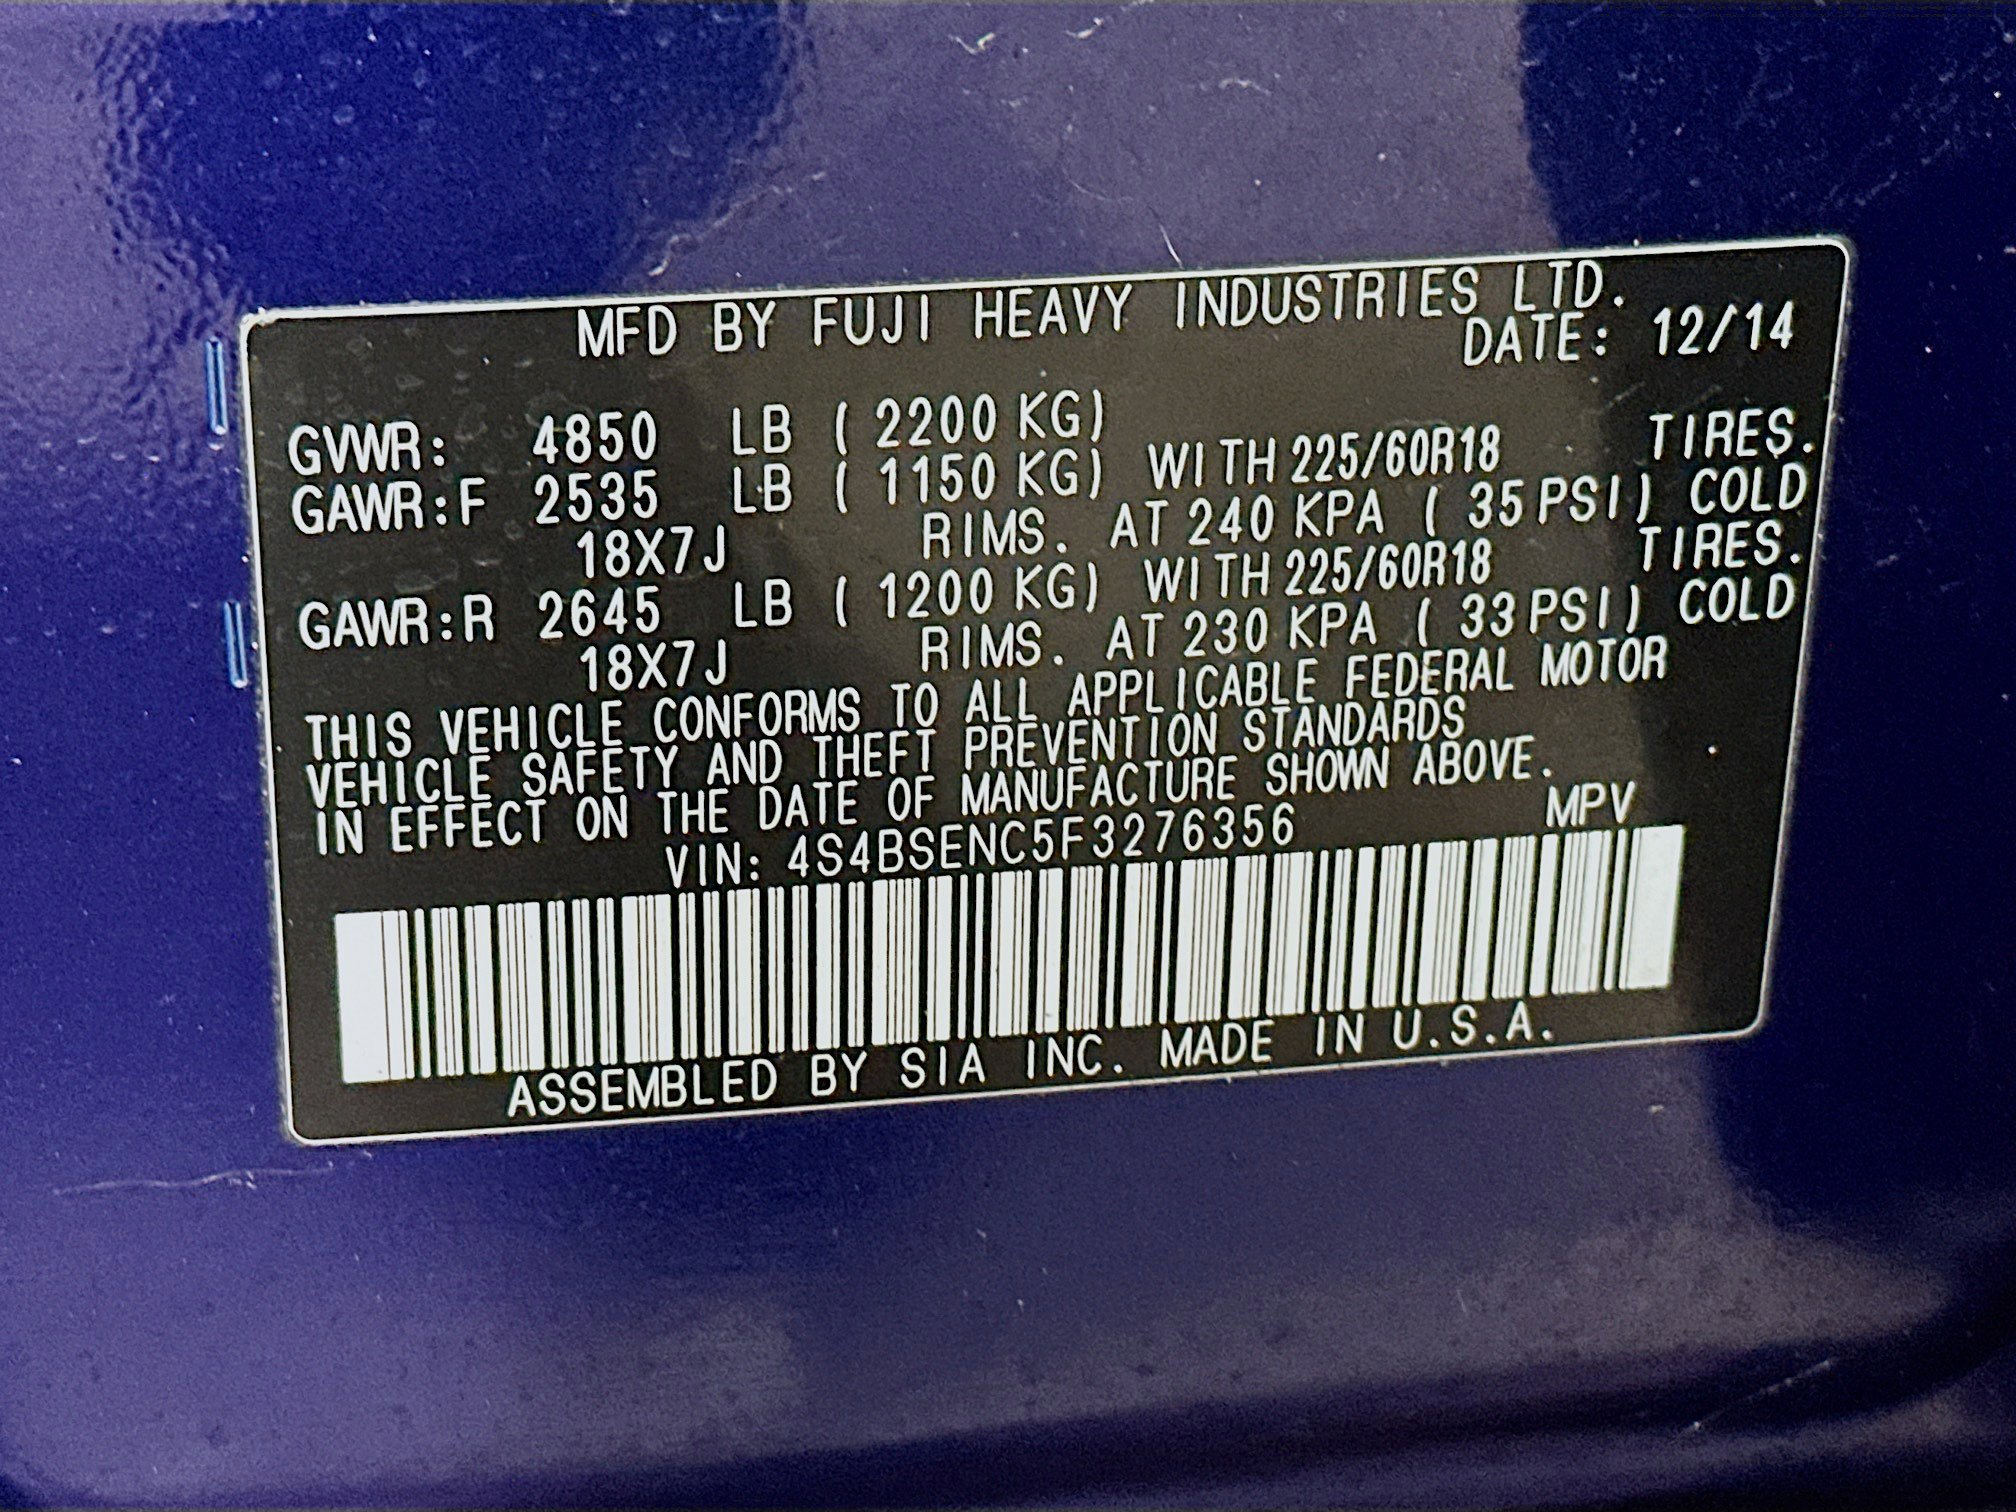 MFD BY FUJI HEAVY INDUSTRIES LTD.
DATE: 12/14
GVWR: 4850 LB ( 2200 KG)
GAWR:F 2535 LB ( 1150 KG) WITH 225/60R18 TIRES.
18X7J RIMS. AT 240 KPA ( 35 PSI) COLD
GAWR:R 2645 LB ( 1200 KG) WITH 225/60R18 TIRES.
18X7J RIMS. AT 230 KPA ( 33 PSI) COLD
THIS VEHICLE CONFORMS TO ALL APPLICABLE FEDERAL MOTOR
VEHICLE SAFETY AND THEFT PREVENTION STANDARDS
IN EFFECT ON THE DATE OF MANUFACTURE SHOWN ABOVE.
VIN: 4S4BSENC5F3276356 MPV
ASSEMBLED BY SIA INC. MADE IN U.S.A.